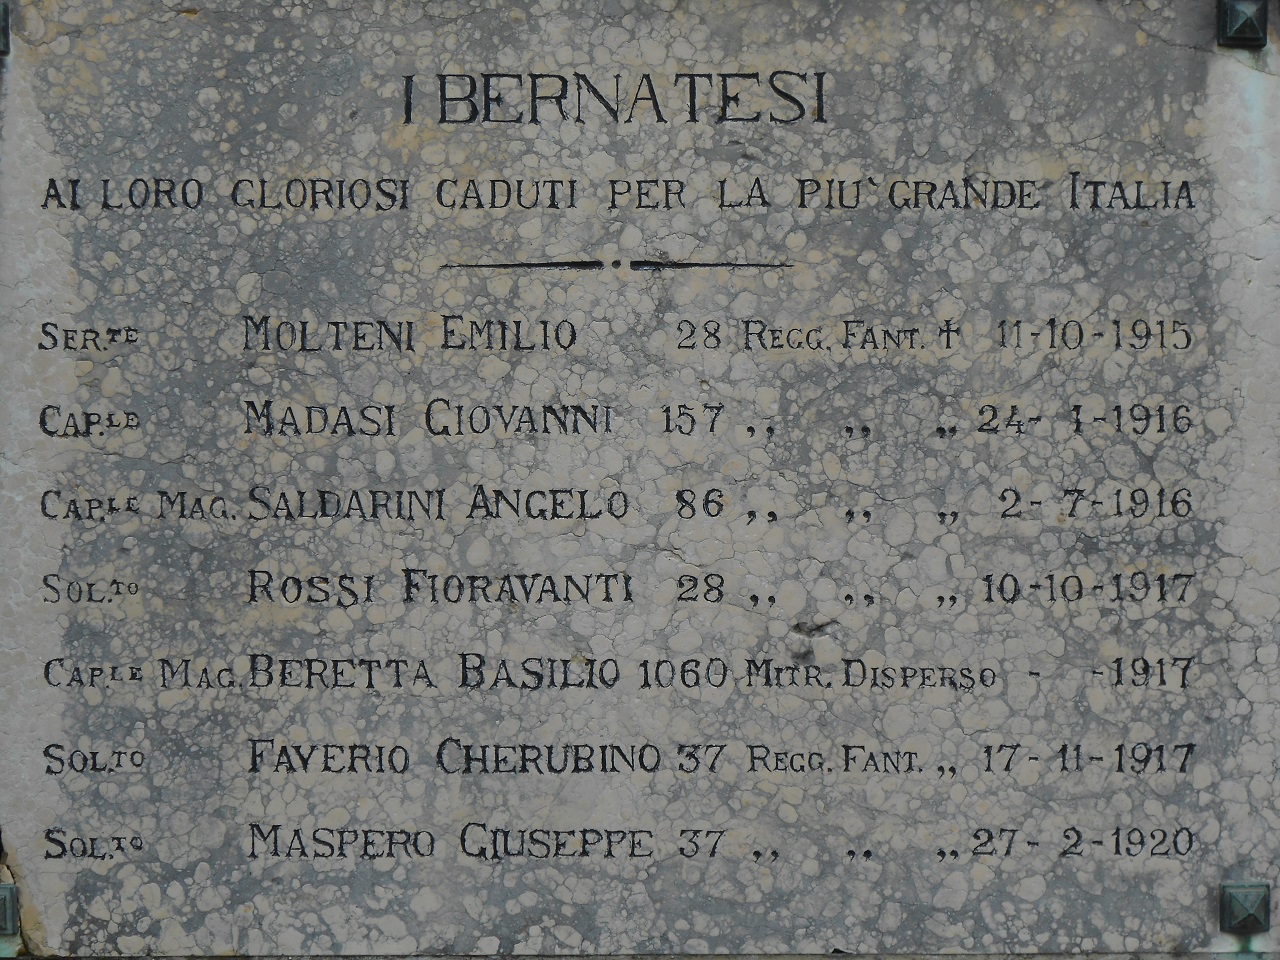 I BERNATESI
AI LORO GLORIOSI CADUTI PER LA PIU' GRANDE ITALIA
SER.TE MOLTENI EMILIO 28 REGG. FANT. ✝ 11-10-1915
CAP.LE MADASI GIOVANNI 157 ,, ,, ,, 24- 1-1916
CAP.LE MAG. SALDARINI ANGELO 86 ,, ,, ,, 2- 7-1916
SOL.TO ROSSI FIORAVANTI 28 ,, ,, ,, 10-10-1917
CAP.LE MAG. BERETTA BASILIO 1060 MITR. DISPERSO - -1917
SOL.TO FAVERIO CHERUBINO 37 REGG. FANT. ,, 17-11-1917
SOL.TO MASPERO GIUSEPPE 37 ,, ,, ,, 27- 2-1920